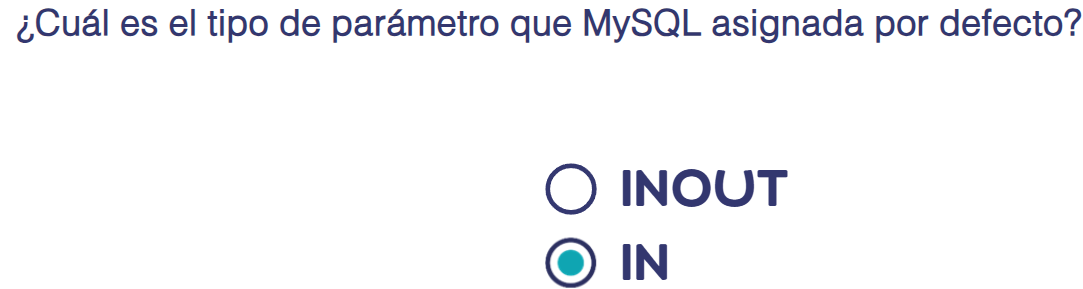 ¿Cuál es el tipo de parámetro que MySQL asignada por defecto?
INOUT
IN